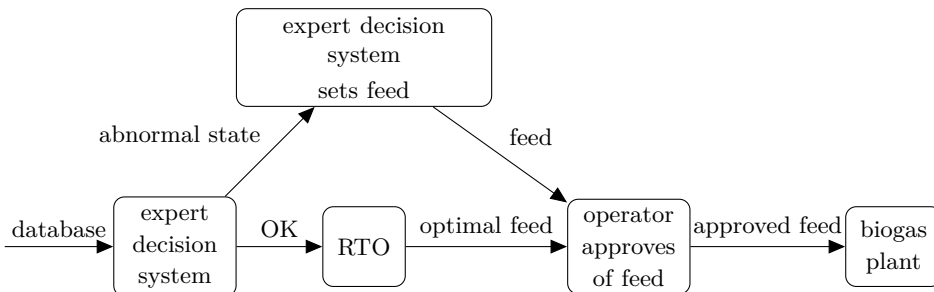 expert decision
system
sets feed
abnormal state
feed
database
expert
decision
system
OK
RTO
optimal feed
operator
approves
of feed
approved feed
biogas
plant